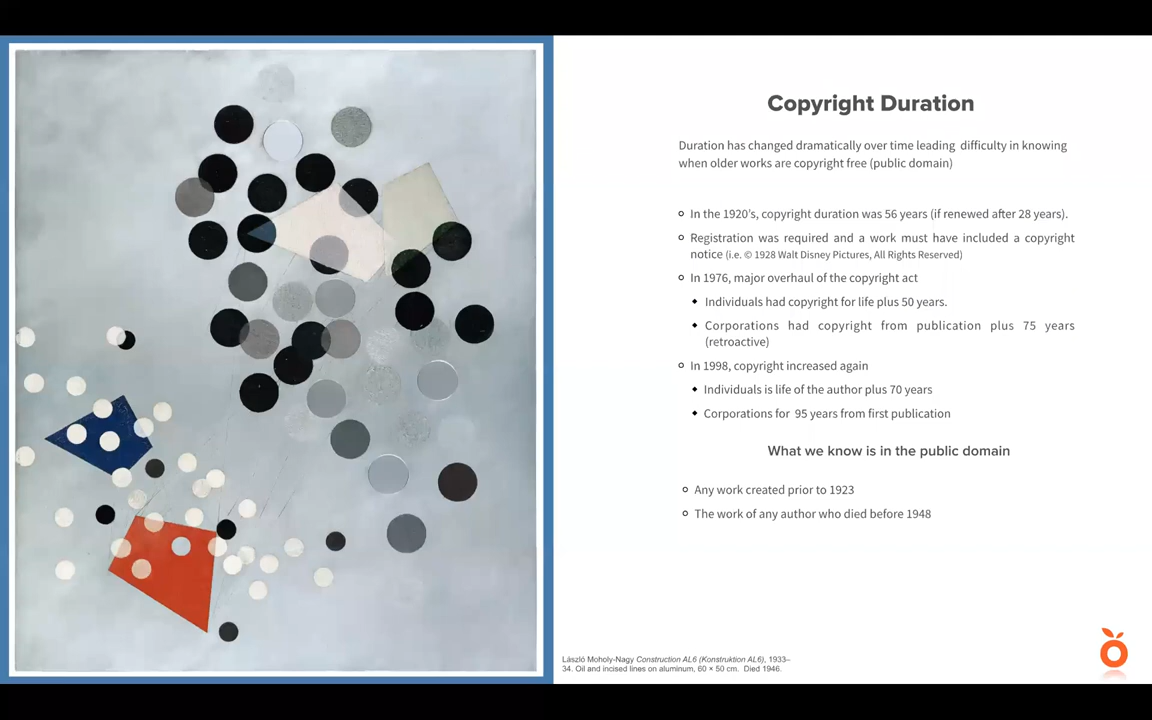 Copyright Duration
Duration has changed dramatically over time leading difficulty in knowing
when older works are copyright free (public domain)
In the 1920's, copyright duration was 56 years (if renewed after 28 years).
Registration was required and a work must have included a copyright
notice (i.e. © 1928 Walt Disney Pictures, All Rights Reserved)
In 1976, major overhaul of the copyright act
Individuals had copyright for life plus 50 years.
Corporations had copyright from publication plus 75 years
(retroactive)
In 1998, copyright increased again
Individuals is life of the author plus 70 years
Corporations for 95 years from first publication
What we know is in the public domain
Any work created prior to 1923
The work of any author who died before 1948
László Moholy-Nagy Construction AL6 (Konstruktion AL6), 1933–
34. Oil and incised lines on aluminum, 60 × 50 cm. Died 1946.